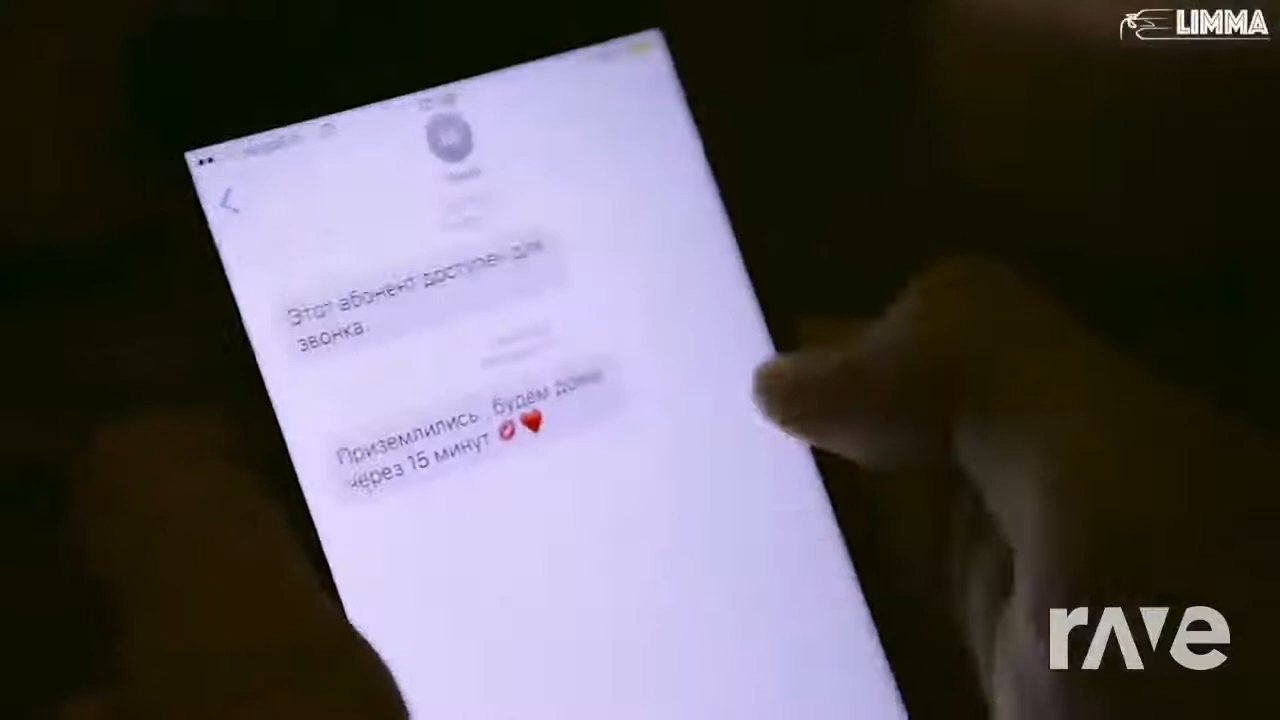 LIMMA
Этот абонент доступен для
звонка.
Приземлились, будем дома
через 15 минут 💋❤️
rave